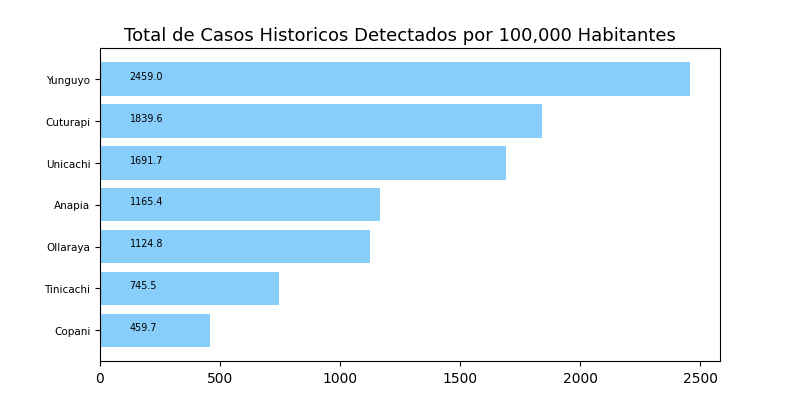 Total de Casos Historicos Detectados por 100,000 Habitantes
Yunguyo 2459.0
Cuturapi 1839.6
Unicachi 1691.7
Anapia 1165.4
Ollaraya 1124.8
Tinicachi 745.5
Copani 459.7
0 500 1000 1500 2000 2500